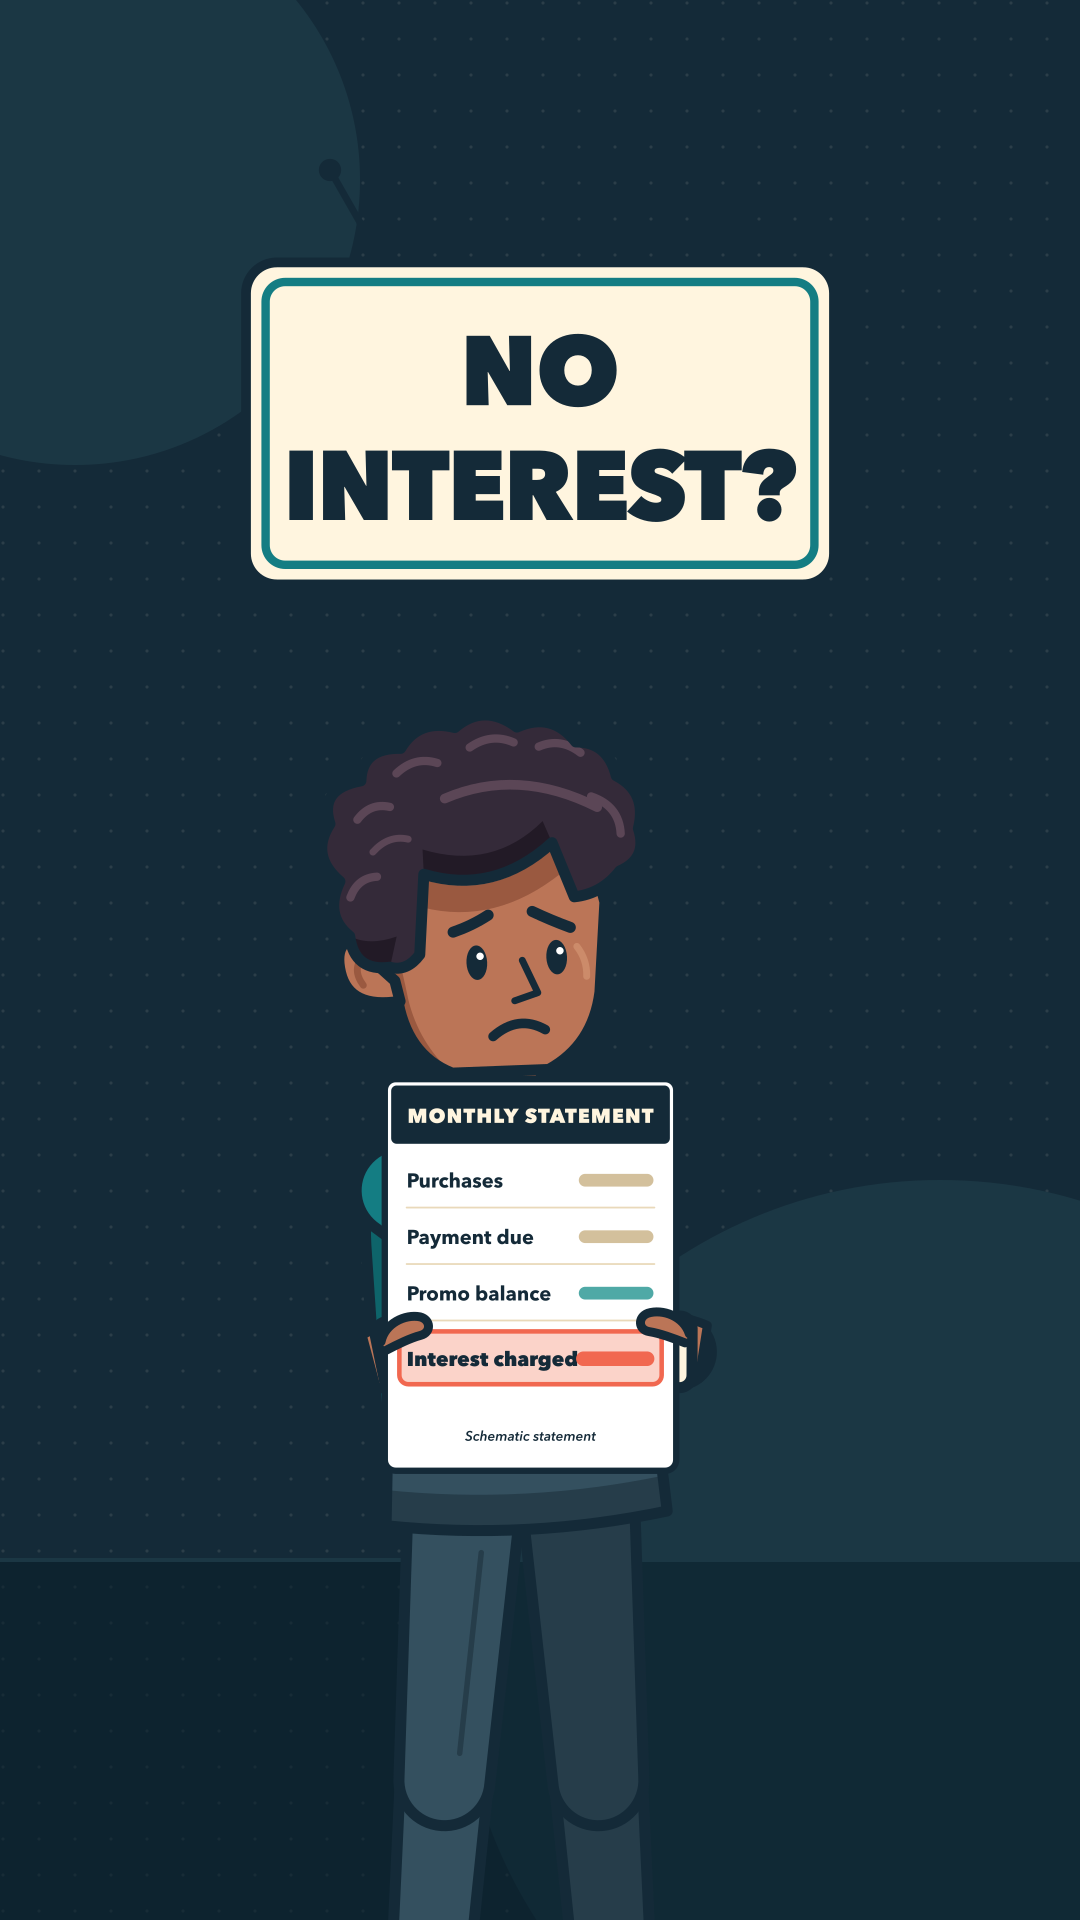 NO
INTEREST?
MONTHLY STATEMENT
Purchases
Payment due
Promo balance
Interest charged
Schematic statement